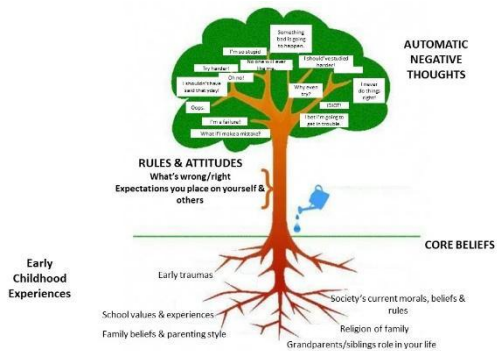 Something
bad is going
to happen.
AUTOMATIC
NEGATIVE
THOUGHTS
I'm so stupid
No one will ever
like me.
I should've studied
harder!
Try harder!
Oh no!
I shouldn't have
said that yday!
Why even
try?
I never
do things
right!
Oops.
IDIOT!
I'm a failure!!
I bet I'm going to
get in trouble
What if I make a mistake?
RULES & ATTITUDES
What's wrong/right
Expectations you place on yourself &
others
CORE BELIEFS
Early
Childhood
Experiences
Early traumas
Society's current morals, beliefs &
rules
School values & experiences
Religion of family
Family beliefs & parenting style
Grandparents/siblings role in your life